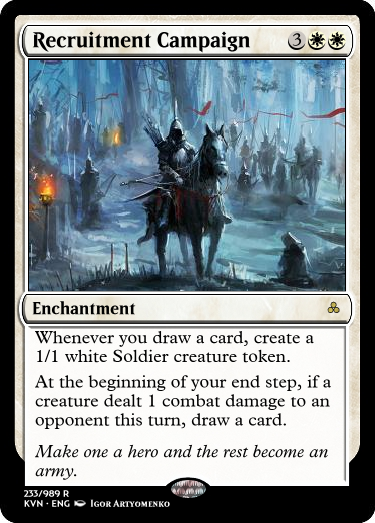 Recruitment Campaign 3
Enchantment
Whenever you draw a card, create a
1/1 white Soldier creature token.
At the beginning of your end step, if a
creature dealt 1 combat damage to an
opponent this turn, draw a card.
Make one a hero and the rest become an
army.
233/989 R
KVN • ENG Igor Artyomenko